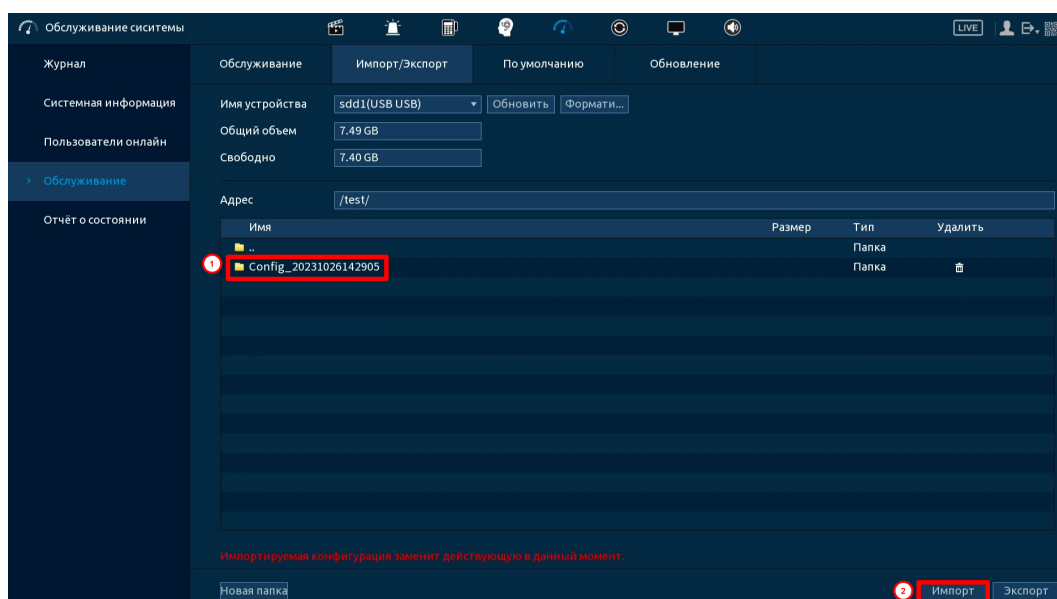 Обслуживание сиситемы
LIVE
Журнал
Системная информация
Пользователи онлайн
Обслуживание
Отчёт о состоянии
Обслуживание Импорт/Экспорт По умолчанию Обновление
Имя устройства sdd1(USB USB) Обновить Формати...
Общий объем 7.49 GB
Свободно 7.40 GB
Адрес /test/
Имя Размер Тип Удалить
.. Папка
1 Config_20231026142905 Папка
Импортируемая конфигурация заменит действующую в данный момент.
Новая папка 2 Импорт Экспорт